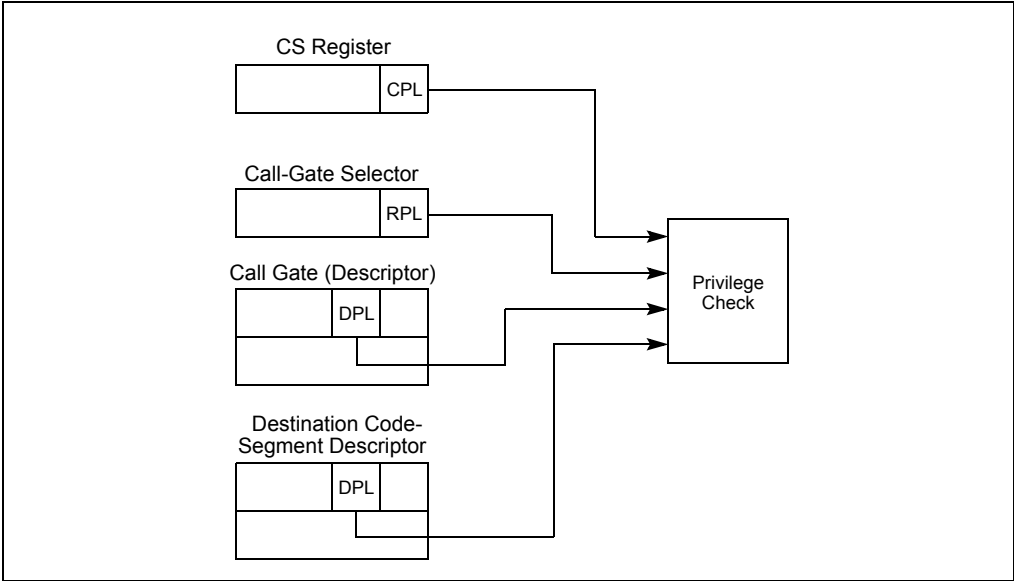 CS Register
CPL
Call-Gate Selector
RPL
Call Gate (Descriptor)
DPL
Privilege
Check
Destination Code-
Segment Descriptor
DPL